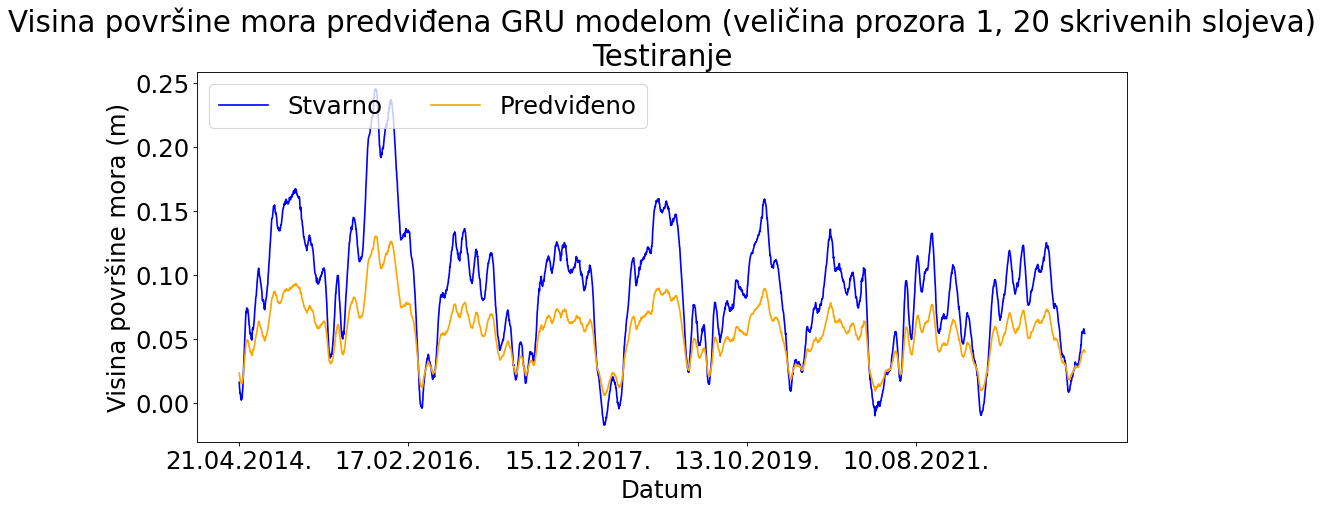 Visina površine mora predviđena GRU modelom (veličina prozora 1, 20 skrivenih slojeva)
Testiranje
Stvarno Predviđeno
Visina površine mora (m)
0.25
0.20
0.15
0.10
0.05
0.00
21.04.2014. 17.02.2016. 15.12.2017. 13.10.2019. 10.08.2021.
Datum